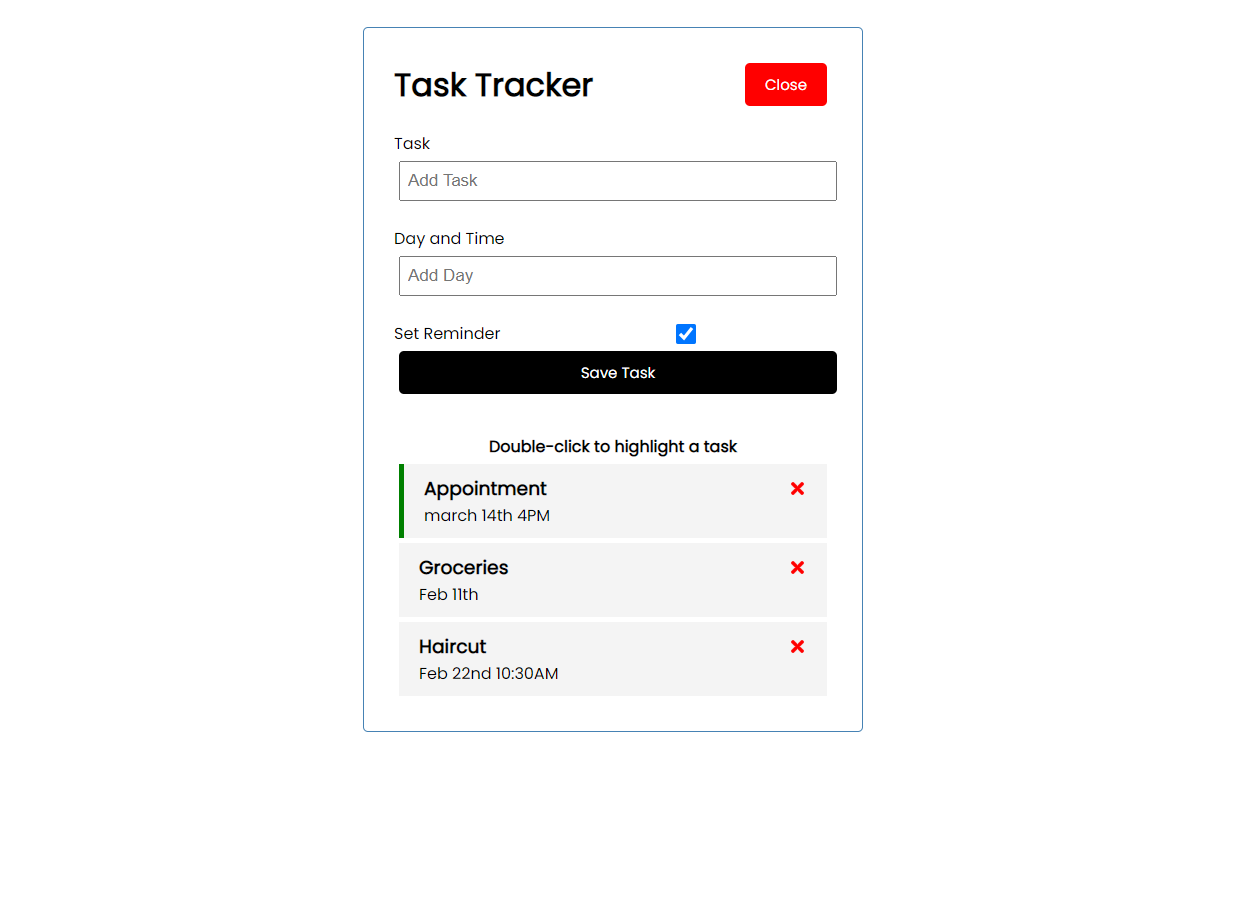 Task Tracker
Close
Task
Add Task
Day and Time
Add Day
Set Reminder
Save Task
Double-click to highlight a task
Appointment
march 14th 4PM
Groceries
Feb 11th
Haircut
Feb 22nd 10:30AM